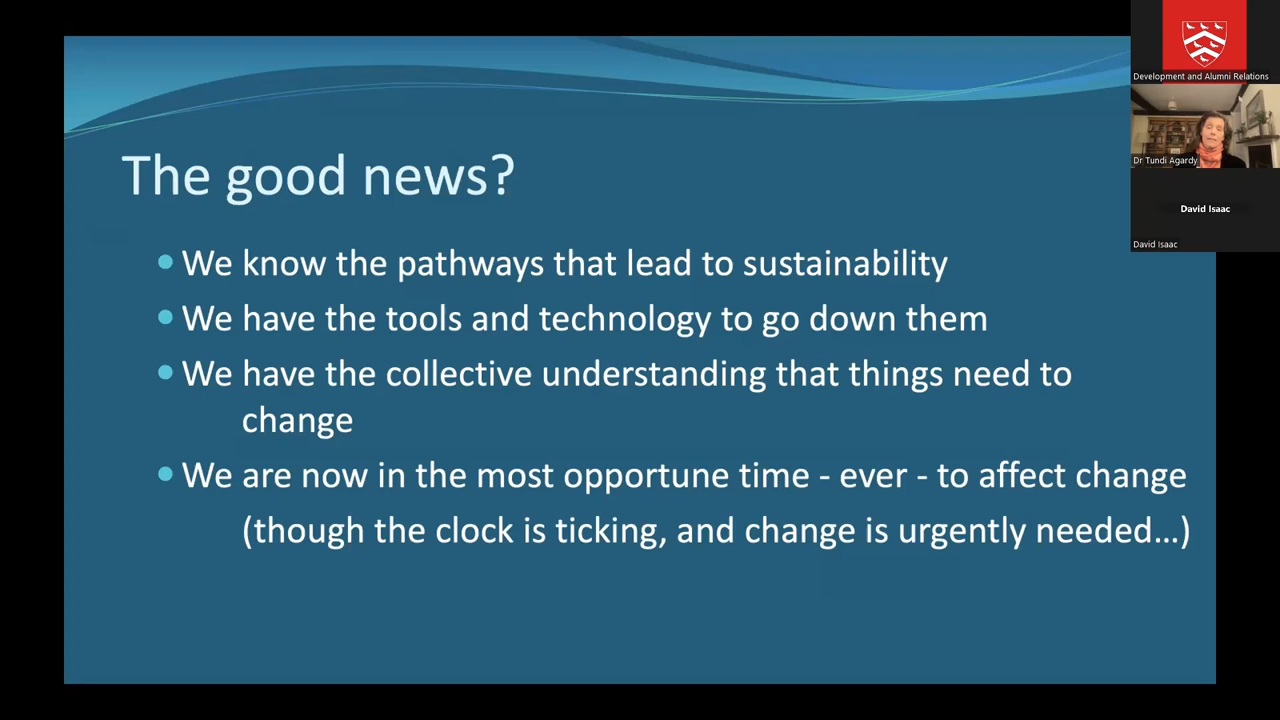 The good news?
We know the pathways that lead to sustainability
We have the tools and technology to go down them
We have the collective understanding that things need to
change
We are now in the most opportune time - ever - to affect change
(though the clock is ticking, and change is urgently needed...)
Development and Alumni Relations
Dr Tundi Agardy
David Isaac
David Isaac